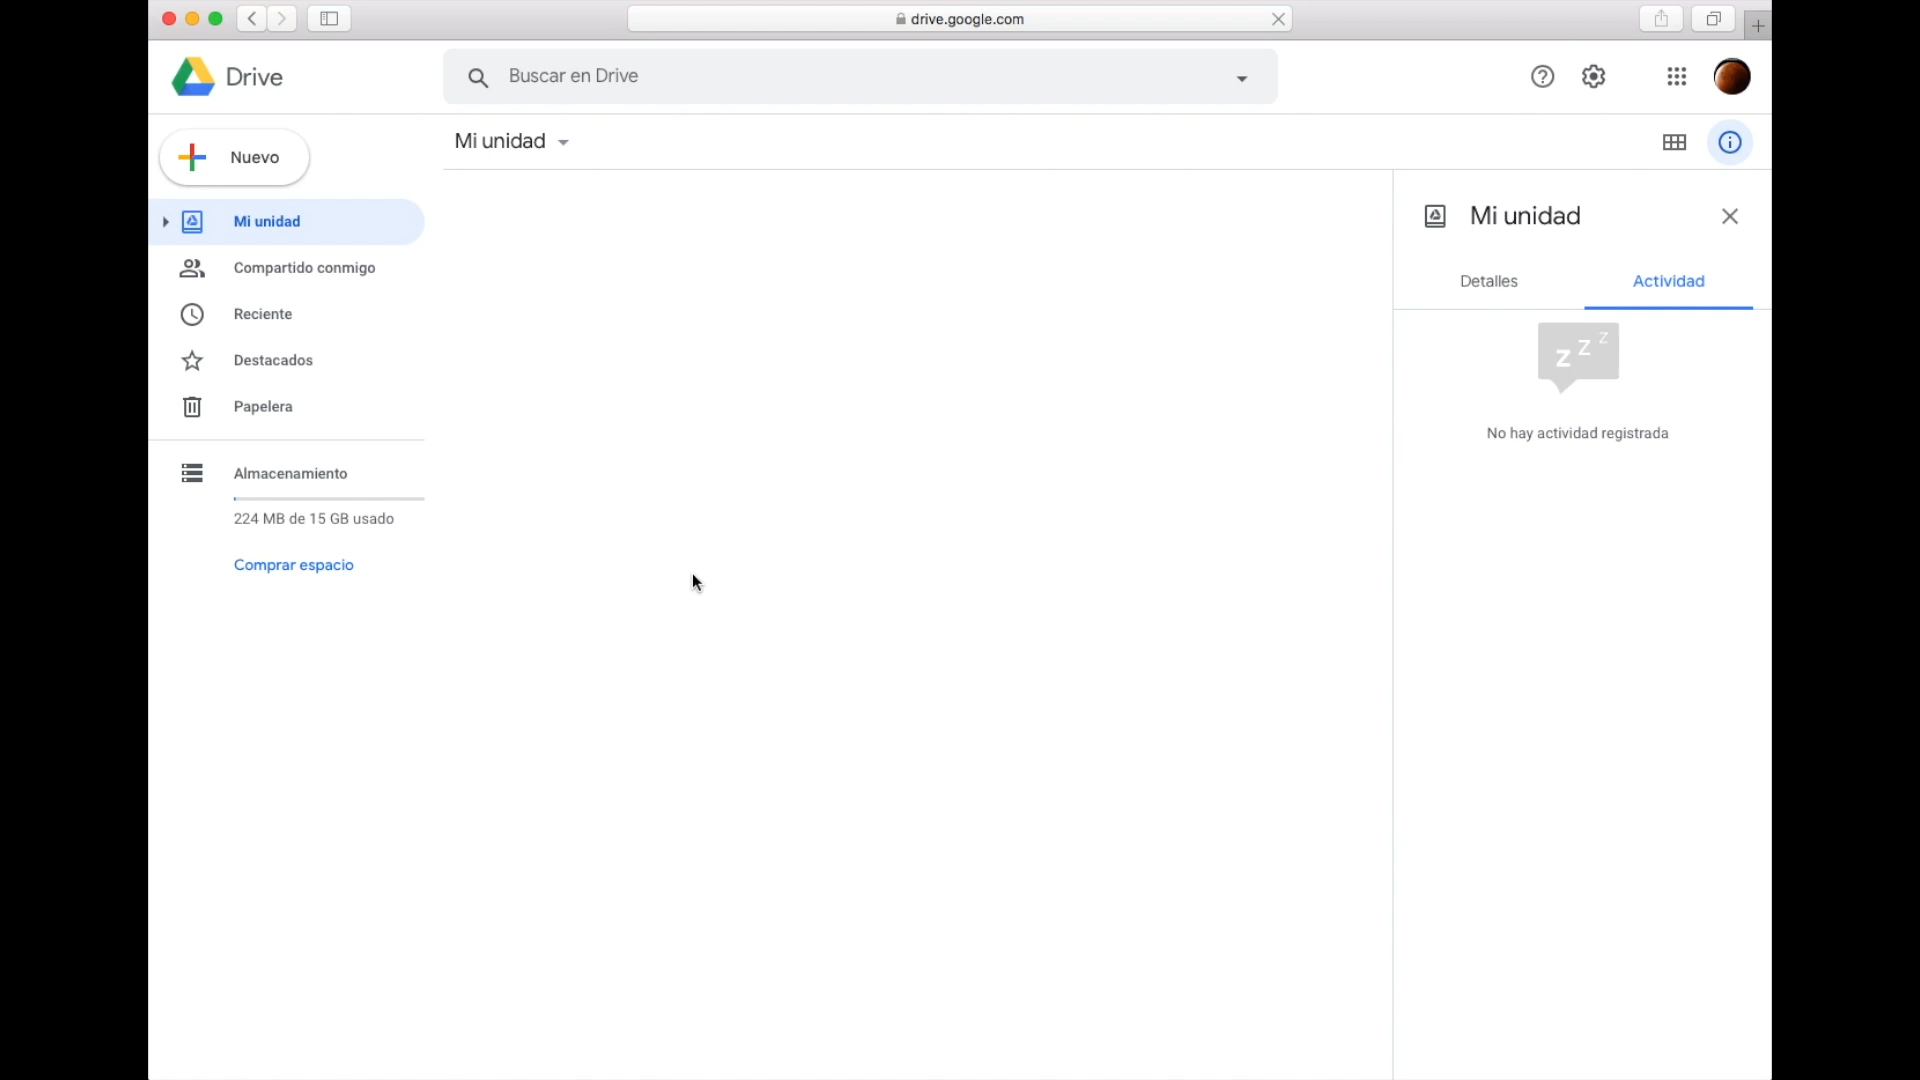 drive.google.com
Drive
Buscar en Drive
Nuevo
Mi unidad
Mi unidad
Compartido conmigo
Reciente
Destacados
Papelera
Almacenamiento
224 MB de 15 GB usado
Comprar espacio
Mi unidad
Detalles
Actividad
z z z
No hay actividad registrada